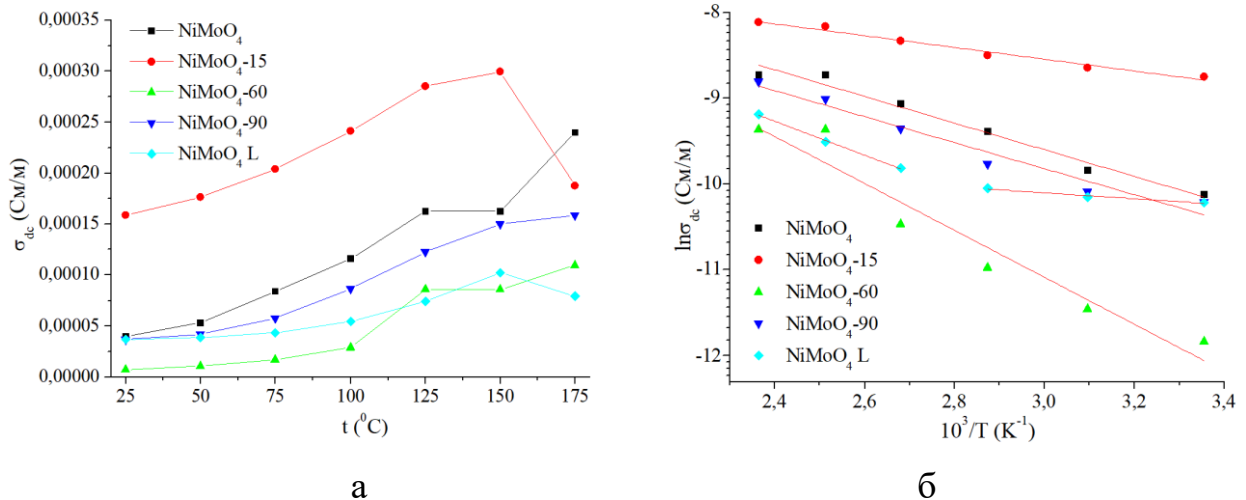 0,00035
0,00030
0,00025
0,00020
0,00015
0,00010
0,00005
0,00000
σdc (См/м)
NiMoO4
NiMoO4-15
NiMoO4-60
NiMoO4-90
NiMoO4 L
25 50 75 100 125 150 175
t (⁰C)
а
-8
-9
-10
-11
-12
lnσdc (См/м)
NiMoO4
NiMoO4-15
NiMoO4-60
NiMoO4-90
NiMoO4 L
2,4 2,6 2,8 3,0 3,2 3,4
10³/T (K⁻¹)
б